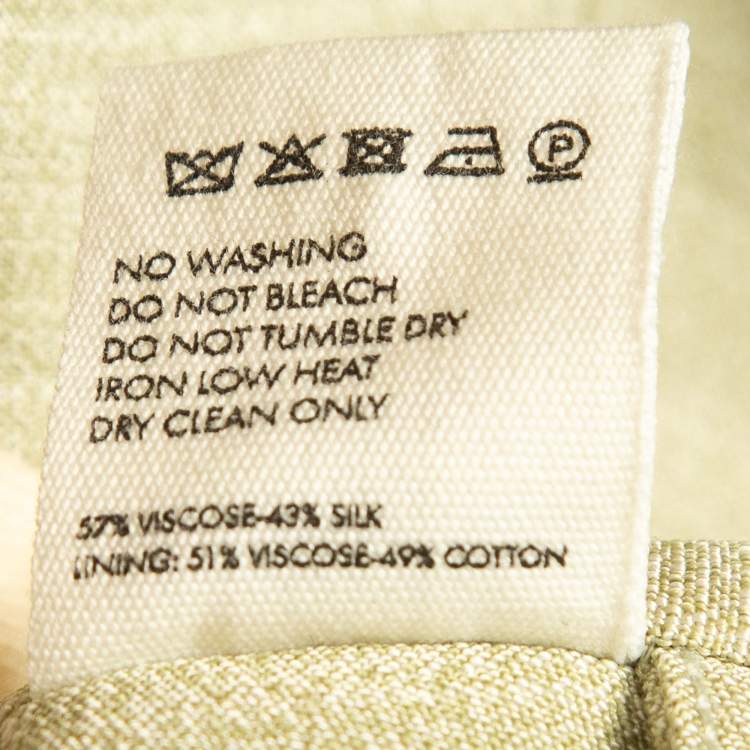 P
NO WASHING
DO NOT BLEACH
DO NOT TUMBLE DRY
IRON LOW HEAT
DRY CLEAN ONLY
57% VISCOSE-43% SILK
LINING: 51% VISCOSE-49% COTTON